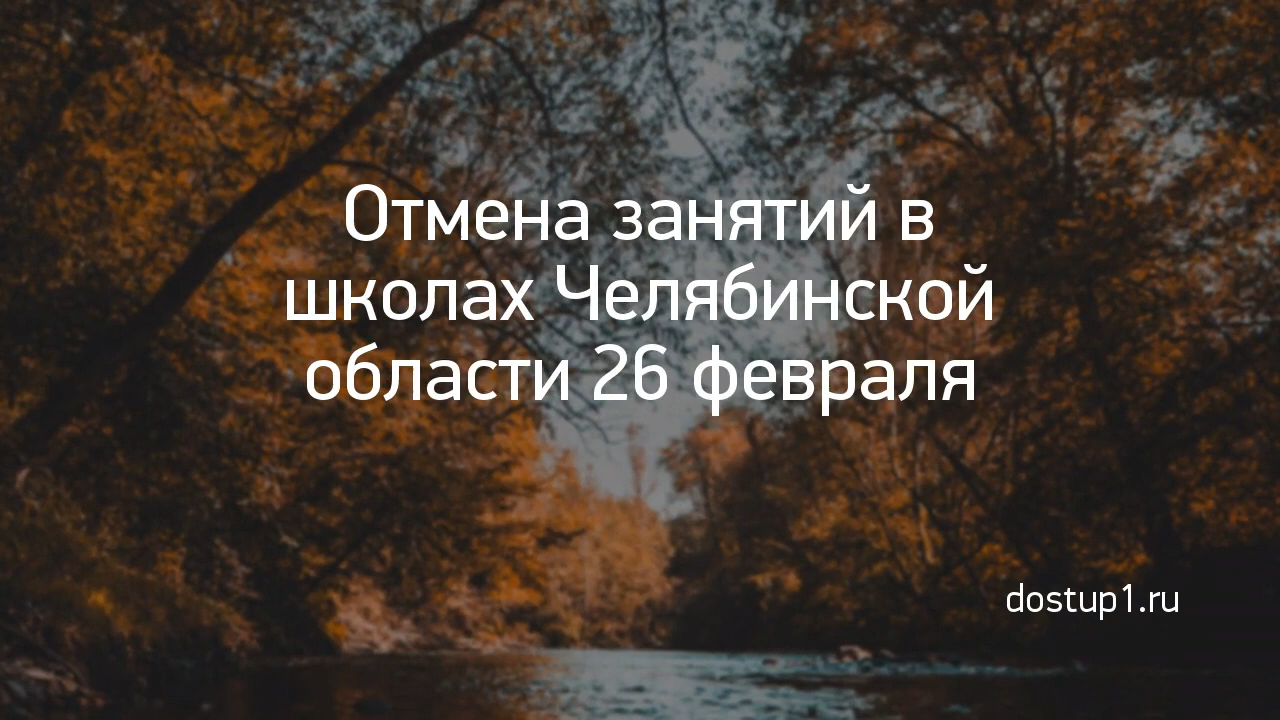 Отмена занятий в
школах Челябинской
области 26 февраля
dostup1.ru